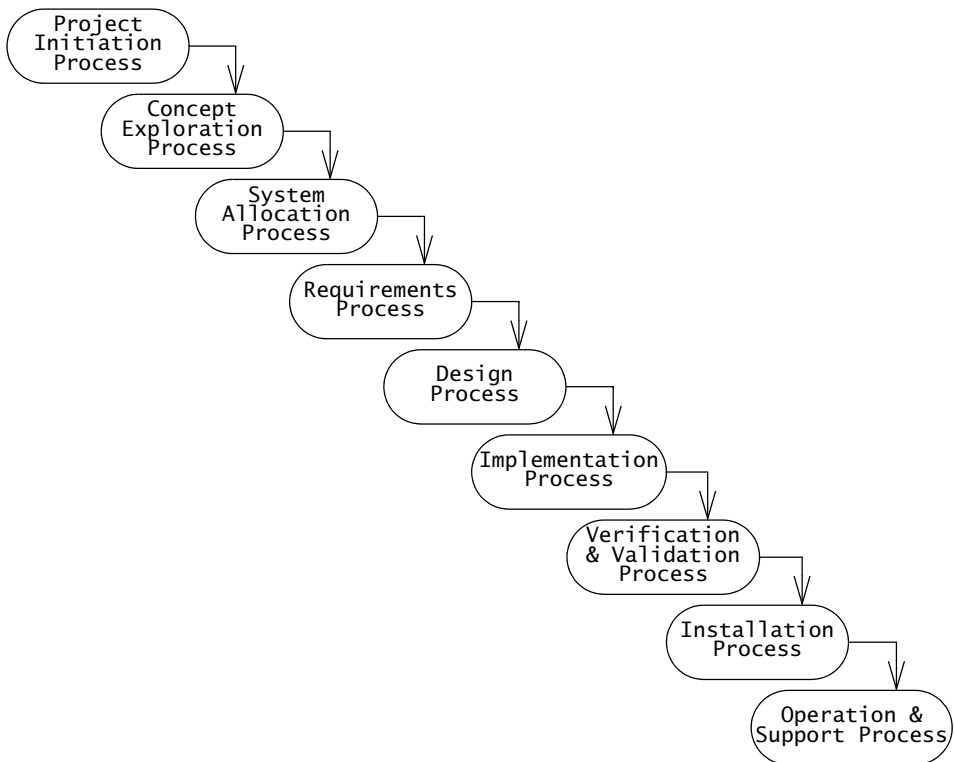 Project
Initiation
Process
Concept
Exploration
Process
System
Allocation
Process
Requirements
Process
Design
Process
Implementation
Process
Verification
& Validation
Process
Installation
Process
Operation &
Support Process